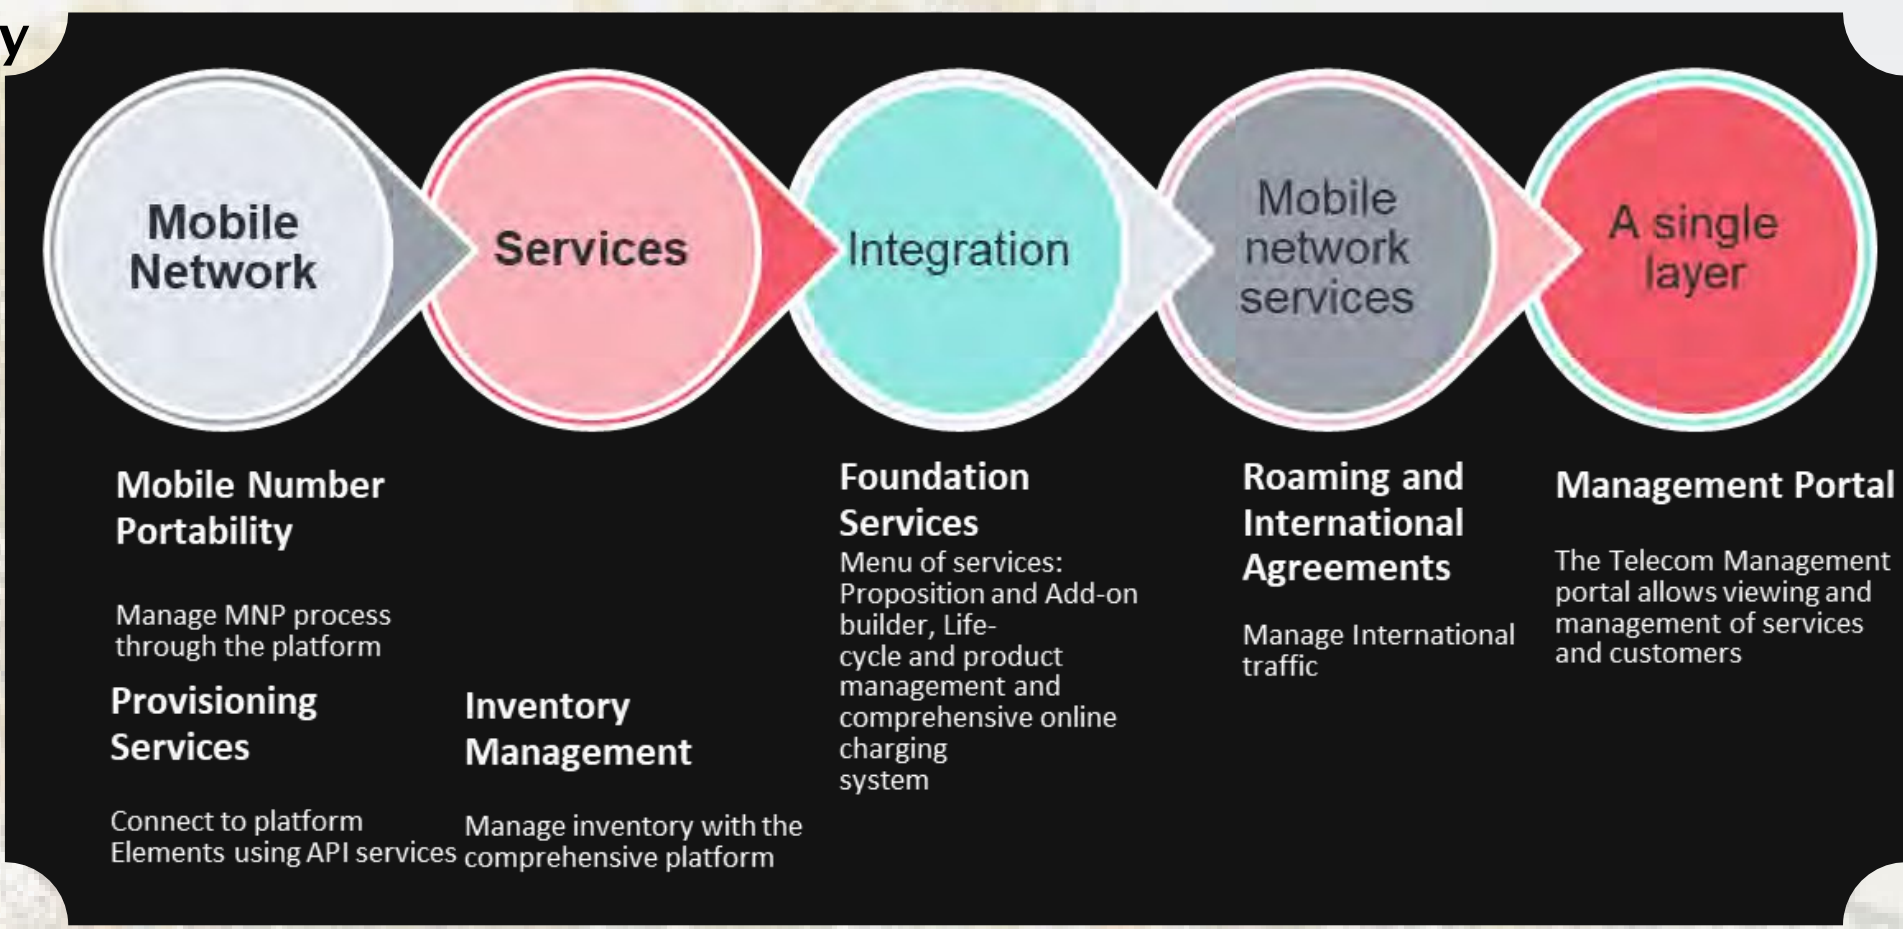 y
Mobile
Network
Services
Integration
Mobile
network
services
A single
layer
Mobile Number
Portability
Manage MNP process
through the platform
Provisioning
Services
Connect to platform
Elements using API services
Inventory
Management
Manage inventory with the
comprehensive platform
Foundation
Services
Menu of services:
Proposition and Add-on
builder, Life-
cycle and product
management and
comprehensive online
charging
system
Roaming and
International
Agreements
Manage International
traffic
Management Portal
The Telecom Management
portal allows viewing and
management of services
and customers